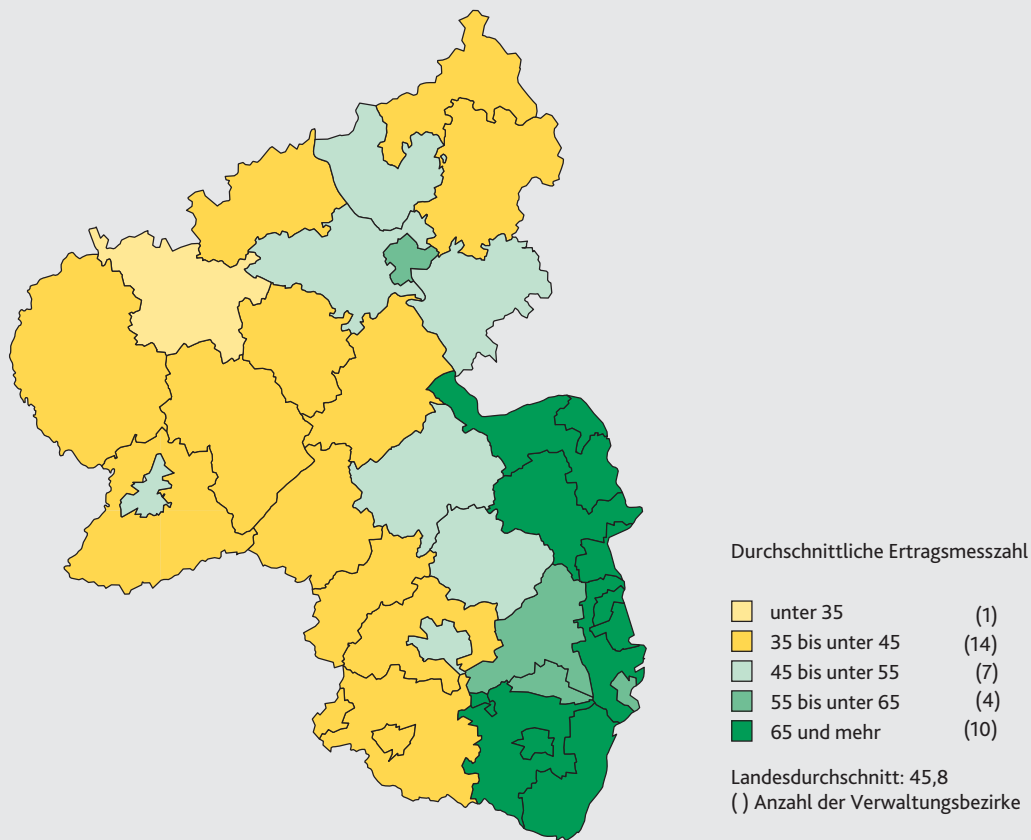 Durchschnittliche Ertragsmesszahl
unter 35 (1)
35 bis unter 45 (14)
45 bis unter 55 (7)
55 bis unter 65 (4)
65 und mehr (10)
Landesdurchschnitt: 45,8
( ) Anzahl der Verwaltungsbezirke